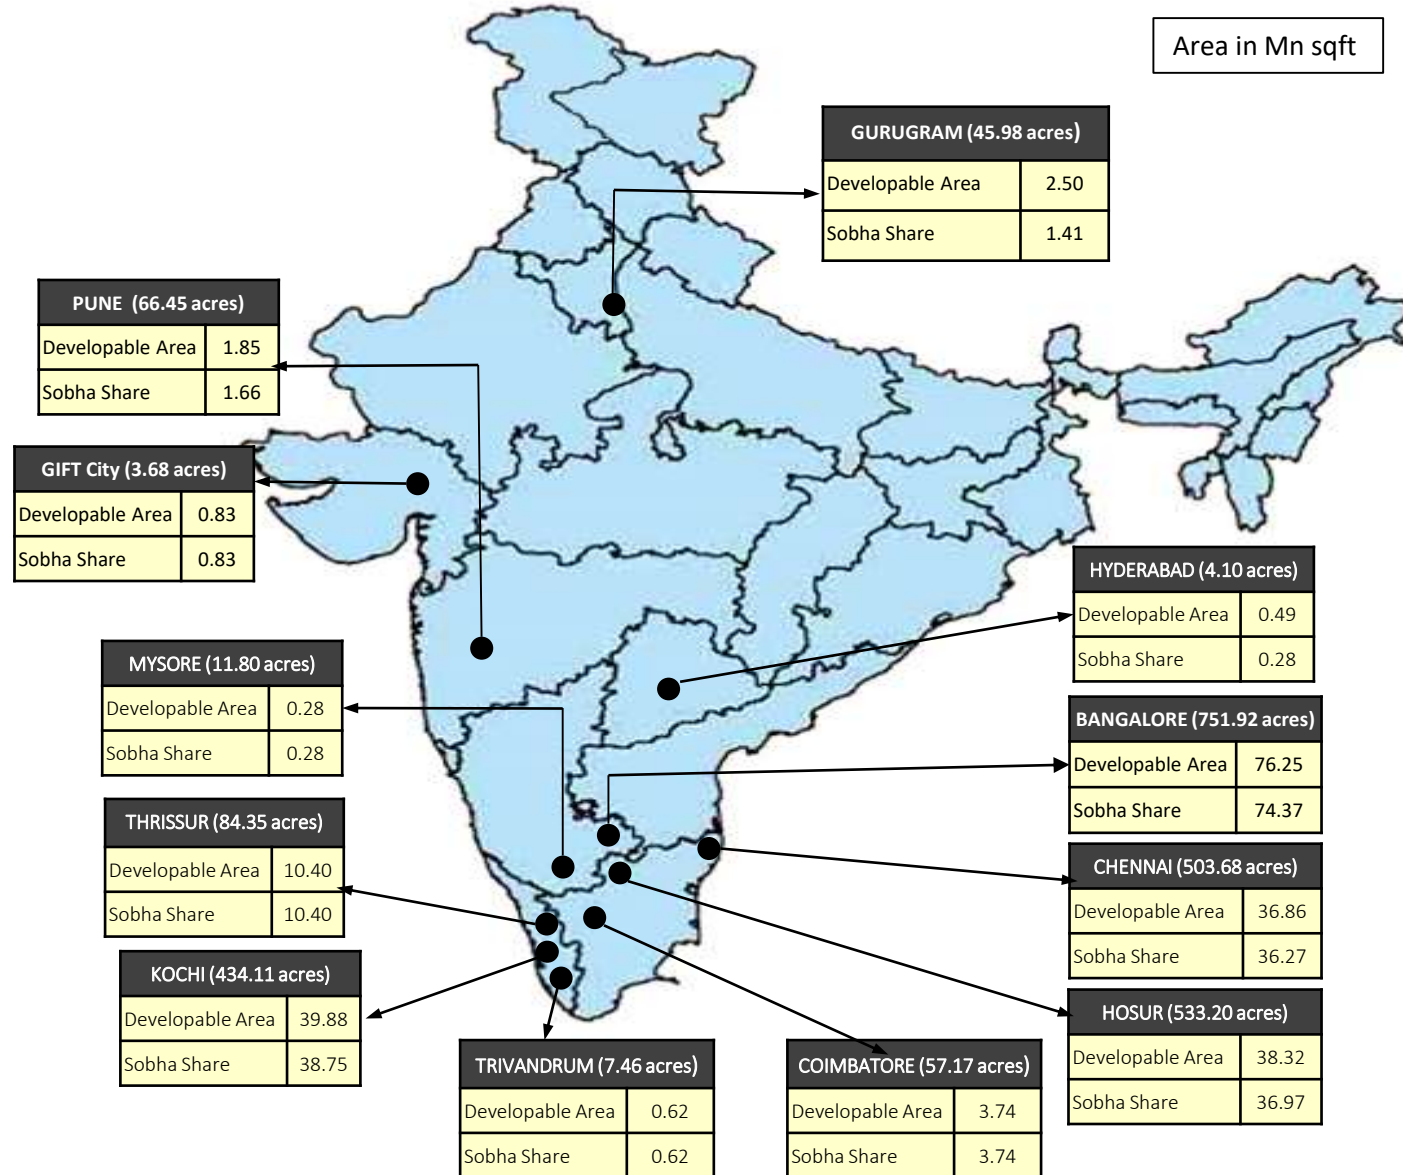 Area in Mn sqft
GURUGRAM (45.98 acres)
Developable Area 2.50
Sobha Share 1.41
PUNE (66.45 acres)
Developable Area 1.85
Sobha Share 1.66
GIFT City (3.68 acres)
Developable Area 0.83
Sobha Share 0.83
HYDERABAD (4.10 acres)
Developable Area 0.49
Sobha Share 0.28
MYSORE (11.80 acres)
Developable Area 0.28
Sobha Share 0.28
BANGALORE (751.92 acres)
Developable Area 76.25
Sobha Share 74.37
THRISSUR (84.35 acres)
Developable Area 10.40
Sobha Share 10.40
CHENNAI (503.68 acres)
Developable Area 36.86
Sobha Share 36.27
KOCHI (434.11 acres)
Developable Area 39.88
Sobha Share 38.75
HOSUR (533.20 acres)
Developable Area 38.32
Sobha Share 36.97
TRIVANDRUM (7.46 acres)
Developable Area 0.62
Sobha Share 0.62
COIMBATORE (57.17 acres)
Developable Area 3.74
Sobha Share 3.74